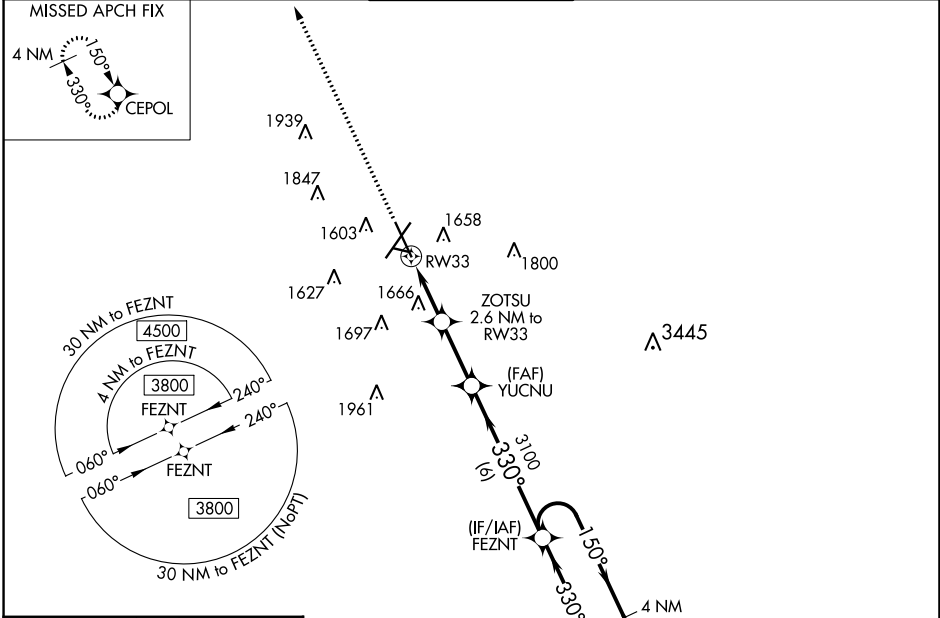 MISSED APCH FIX
4 NM
150°
330°
CEPOL
1939
1847
1603
1658
RW33
1800
1627
1666
ZOTSU
2.6 NM to
RW33
1697
3445
(FAF)
YUCNU
1961
30 NM to FEZNT
4500
4 NM to FEZNT
3800
FEZNT
240°
240°
060°
060°
FEZNT
3800
30 NM to FEZNT (NoPT)
3100
330°
(6)
(IF/IAF)
FEZNT
150°
330°
4 NM